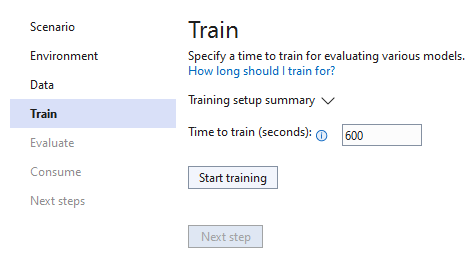 Scenario
Environment
Data
Train
Evaluate
Consume
Next steps
Train
Specify a time to train for evaluating various models.
How long should I train for?
Training setup summary
Time to train (seconds):
600
Start training
Next step